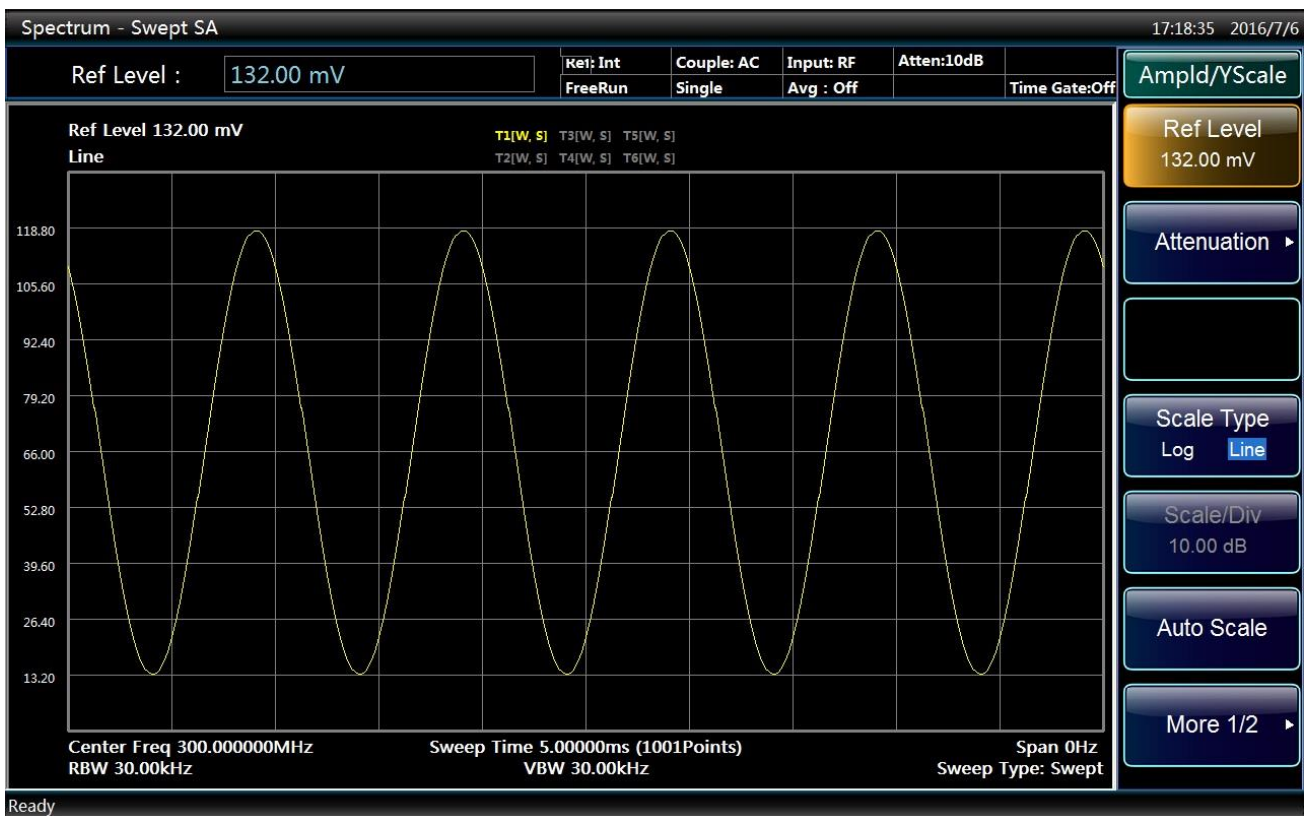 Spectrum - Swept SA
17:18:35 2016/7/6
Ref Level : 132.00 mV
Ref: Int Couple: AC Input: RF Atten:10dB
FreeRun Single Avg : Off Time Gate:Off
Ampld/YScale
Ref Level 132.00 mV
Line
T1[W, S] T3[W, S] T5[W, S]
T2[W, S] T4[W, S] T6[W, S]
118.80
105.60
92.40
79.20
66.00
52.80
39.60
26.40
13.20
Center Freq 300.000000MHz Sweep Time 5.00000ms (1001Points) Span 0Hz
RBW 30.00kHz VBW 30.00kHz Sweep Type: Swept
Ref Level
132.00 mV
Attenuation
Scale Type
Log Line
Scale/Div
10.00 dB
Auto Scale
More 1/2
Ready